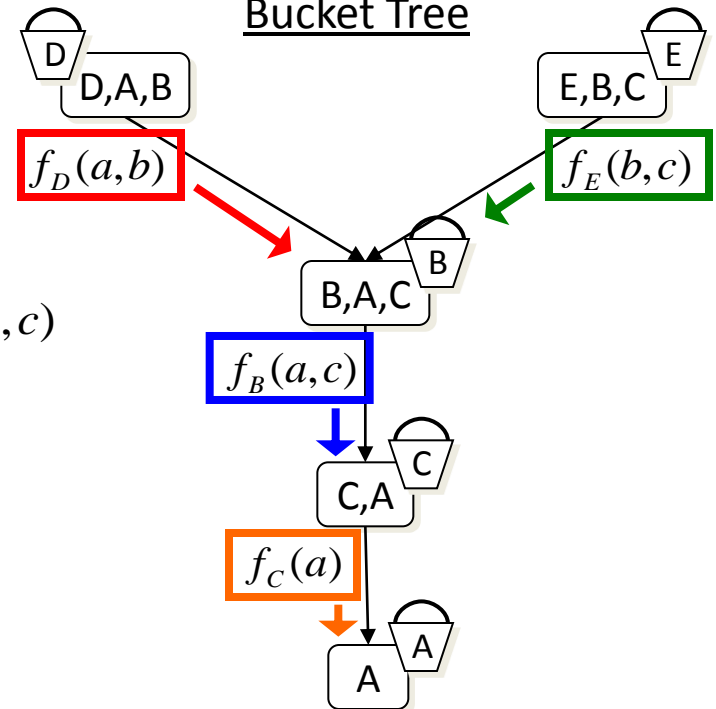 Bucket Tree
D
D,A,B
E
E,B,C
f_D(a,b)
f_E(b,c)
B
B,A,C
,c)
f_B(a,c)
C
C,A
f_C(a)
A
A